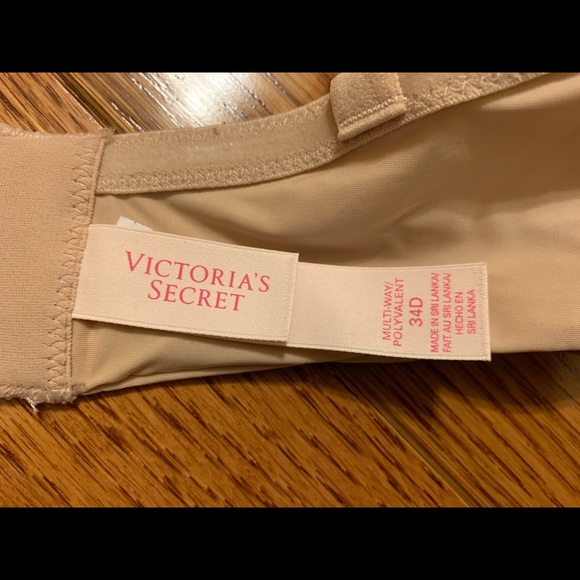 VICTORIA'S
SECRET
MULTI-WAY/
POLYVALENT
34D
MADE IN SRI LANKA/
FAIT AU SRI LANKA/
HECHO EN
SRI LANKA